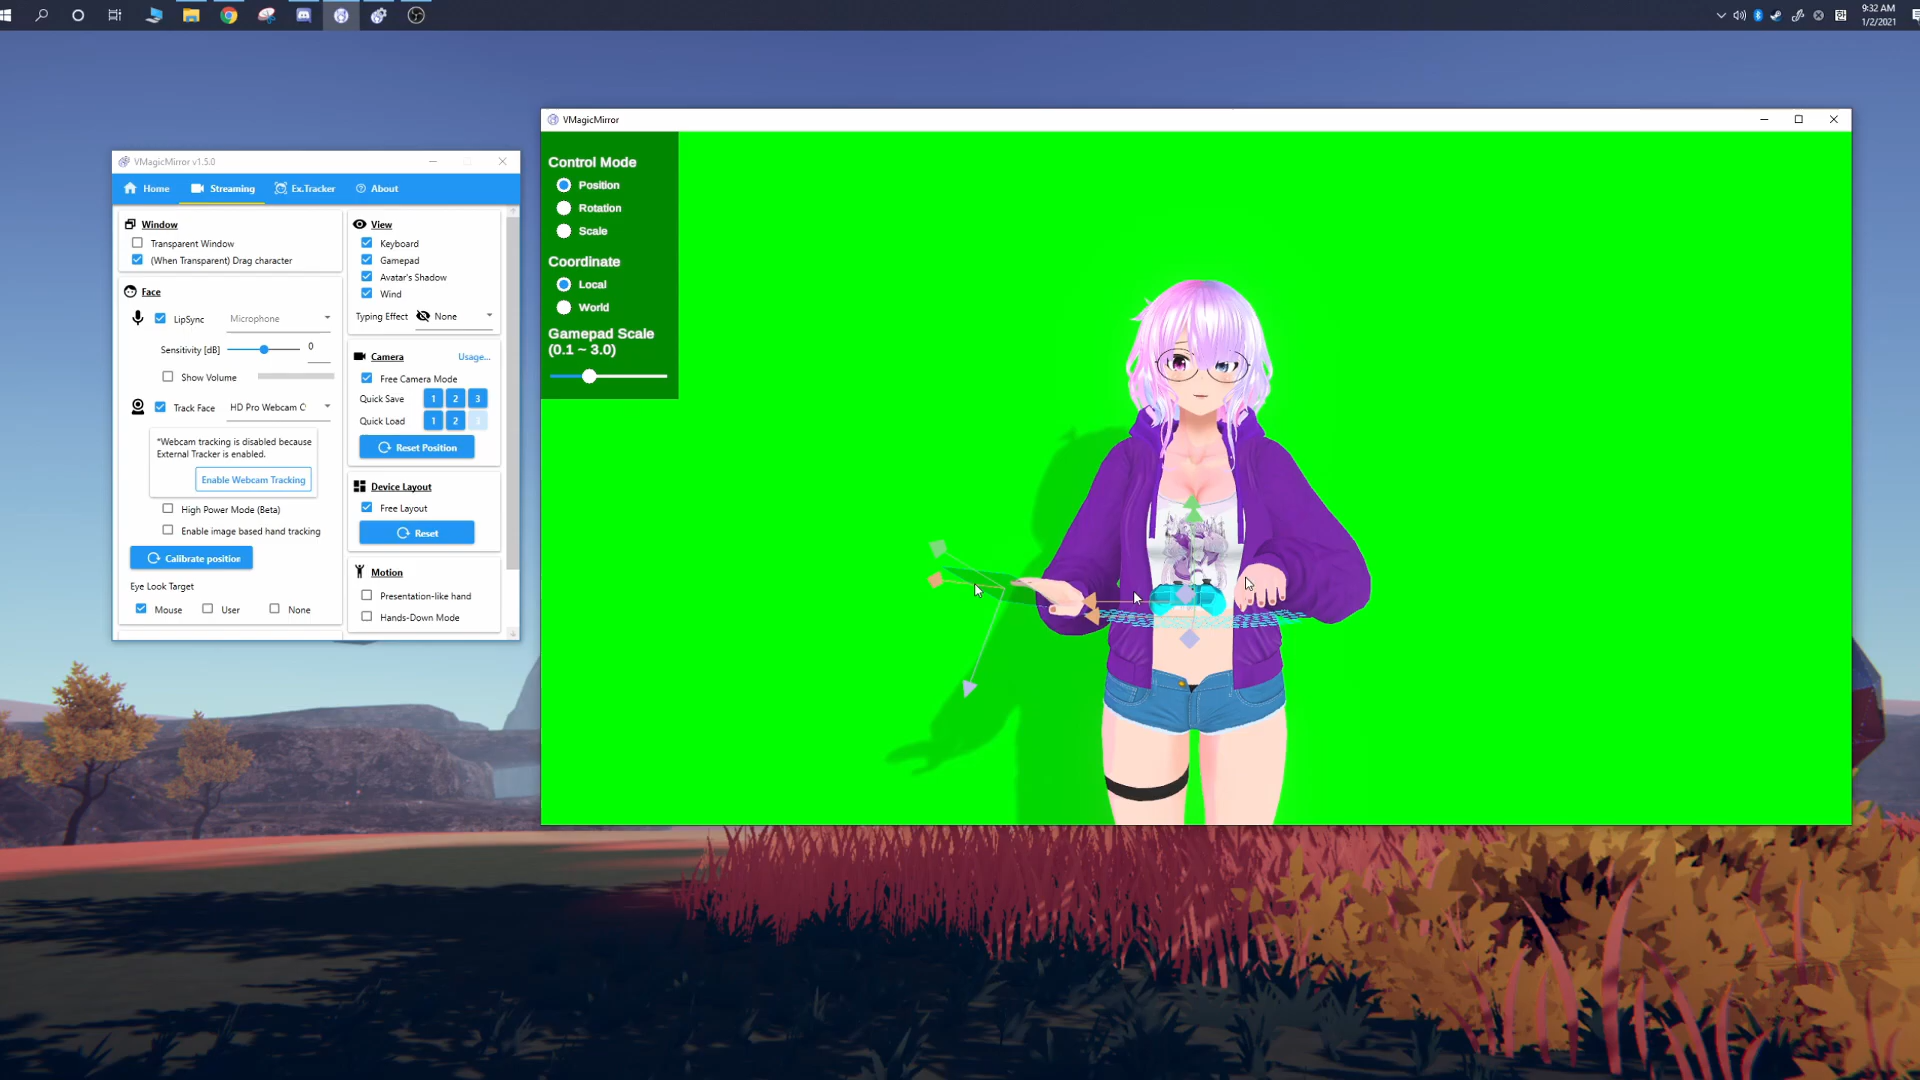 9:32 AM
1/2/2021
VMagicMirror
Control Mode
Position
Rotation
Scale
Coordinate
Local
World
Gamepad Scale
(0.1 ~ 3.0)
VMagicMirror v1.5.0
Home
Streaming
Ex.Tracker
About
Window
Transparent Window
(When Transparent) Drag character
Face
LipSync
Microphone
Sensitivity [dB]
0
Show Volume
Track Face
HD Pro Webcam C
*Webcam tracking is disabled because
External Tracker is enabled.
Enable Webcam Tracking
High Power Mode (Beta)
Enable image based hand tracking
Calibrate position
Eye Look Target
Mouse
User
None
View
Keyboard
Gamepad
Avatar's Shadow
Wind
Typing Effect
None
Camera
Usage...
Free Camera Mode
Quick Save
1
2
3
Quick Load
1
2
3
Reset Position
Device Layout
Free Layout
Reset
Motion
Presentation-like hand
Hands-Down Mode